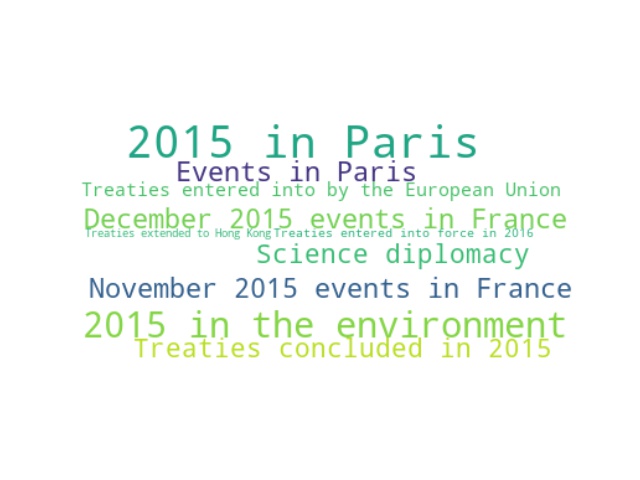 2015 in Paris
Events in Paris
Treaties entered into by the European Union
December 2015 events in France
Treaties extended to Hong Kong
Treaties entered into force in 2016
Science diplomacy
November 2015 events in France
2015 in the environment
Treaties concluded in 2015